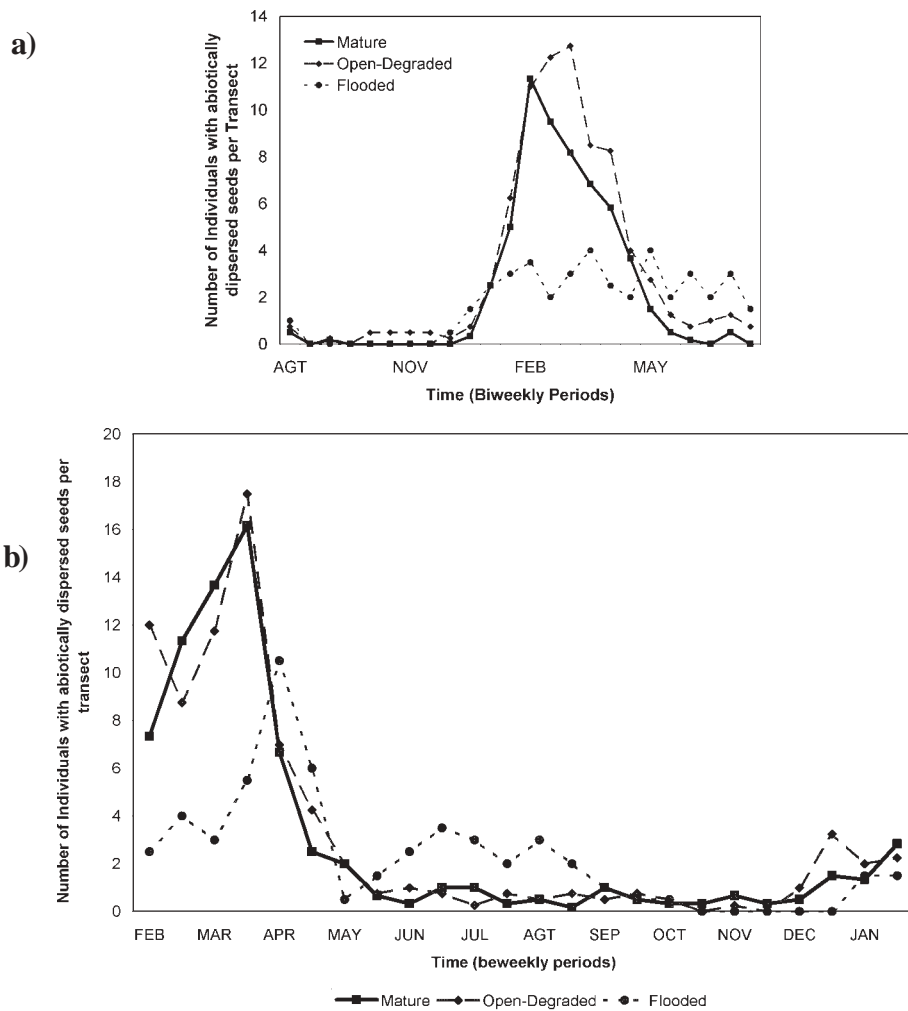 a)
Number of Individuals with abiotically
dipsersed seeds per Transect
14
12
10
8
6
4
2
0
Mature
Open-Degraded
Flooded
AGT NOV FEB MAY
Time (Biweekly Periods)
b)
Number of Individuals with abiotically dispersed seeds per
transect
20
18
16
14
12
10
8
6
4
2
0
FEB MAR APR MAY JUN JUL AGT SEP OCT NOV DEC JAN
Time (beweekly periods)
Mature Open-Degraded Flooded